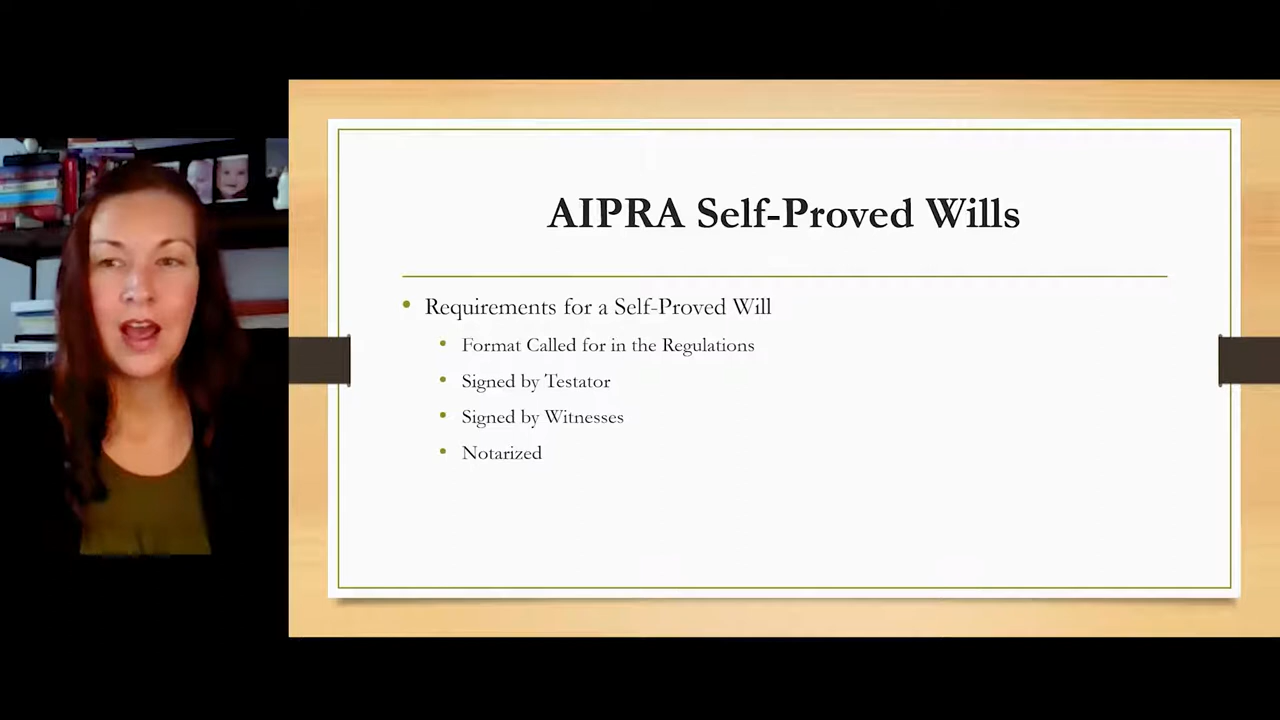 AIPRA Self-Proved Wills
Requirements for a Self-Proved Will
Format Called for in the Regulations
Signed by Testator
Signed by Witnesses
Notarized